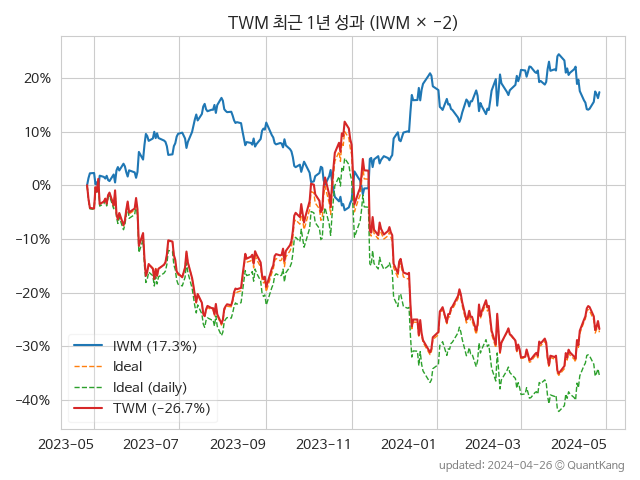 TWM 최근 1년 성과 (IWM × −2)
20%
10%
0%
−10%
−20%
−30%
−40%
IWM (17.3%)
Ideal
Ideal (daily)
TWM (−26.7%)
2023-05 2023-07 2023-09 2023-11 2024-01 2024-03 2024-05
updated: 2024-04-26 © QuantKang